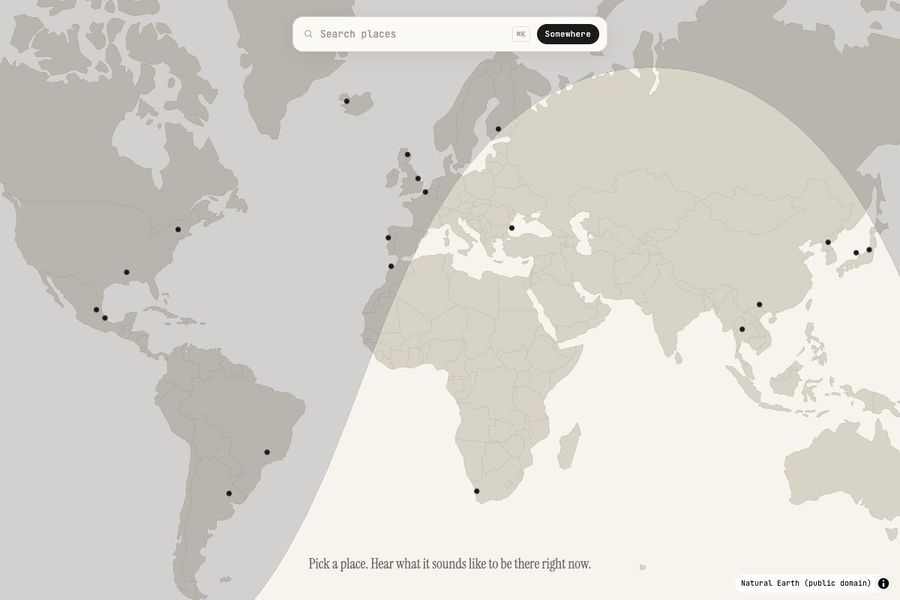 Search places
⌘K
Somewhere
Pick a place. Hear what it sounds like to be there right now.
Natural Earth (public domain)